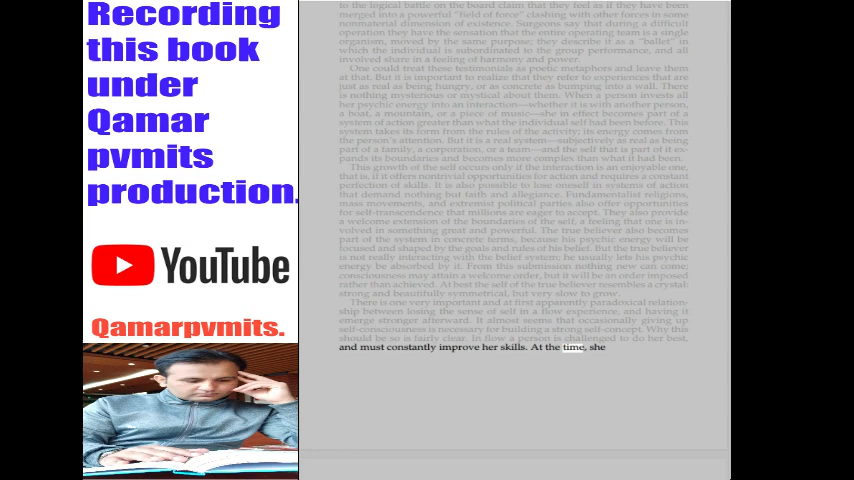 Recording
this book
under
Qamar
pvmits
production.
YouTube
Qamarpvmits.
to the logical battle on the board claim that they feel as if they have been
merged into a powerful "field of force" clashing with other forces in some
nonmaterial dimension of existence. Surgeons say that during a difficult
operation they have the sensation that the entire operating team is a single
organism, moved by the same purpose; they describe it as a "ballet" in
which the individual is subordinated to the group performance, and all
involved share in a feeling of harmony and power.
One could treat these testimonials as poetic metaphors and leave them
at that. But it is important to realize that they refer to experiences that are
just as real as being hungry, or as concrete as bumping into a wall. There
is nothing mysterious or mystical about them. When a person invests all
her psychic energy into an interaction—whether it is with another person,
a boat, a mountain, or a piece of music—she in effect becomes part of a
system of action greater than what the individual self had been before. This
system takes its form from the rules of the activity; its energy comes from
the person's attention. But it is a real system—subjectively as real as being
part of a family, a corporation, or a team—and the self that is part of it ex-
pands its boundaries and becomes more complex than what it had been.
This growth of the self occurs only if the interaction is an enjoyable one,
that is, if it offers nontrivial opportunities for action and requires a constant
perfection of skills. It is also possible to lose oneself in systems of action
that demand nothing but faith and allegiance. Fundamentalist religions,
mass movements, and extremist political parties also offer opportunities
for self-transcendence that millions are eager to accept. They also provide
a welcome extension of the boundaries of the self, a feeling that one is in-
volved in something great and powerful. The true believer also becomes
part of the system in concrete terms, because his psychic energy will be
focused and shaped by the goals and rules of his belief. But the true believer
is not really interacting with the belief system; he usually lets his psychic
energy be absorbed by it. From this submission nothing new can come;
consciousness may attain a welcome order, but it will be an order imposed
rather than achieved. At best the self of the true believer resembles a crystal:
strong and beautifully symmetrical, but very slow to grow.
There is one very important and at first apparently paradoxical relation-
ship between losing the sense of self in a flow experience, and having it
emerge stronger afterward. It almost seems that occasionally giving up
self-consciousness is necessary for building a strong self-concept. Why this
should be so is fairly clear. In flow a person is challenged to do her best,
and must constantly improve her skills. At the time, she